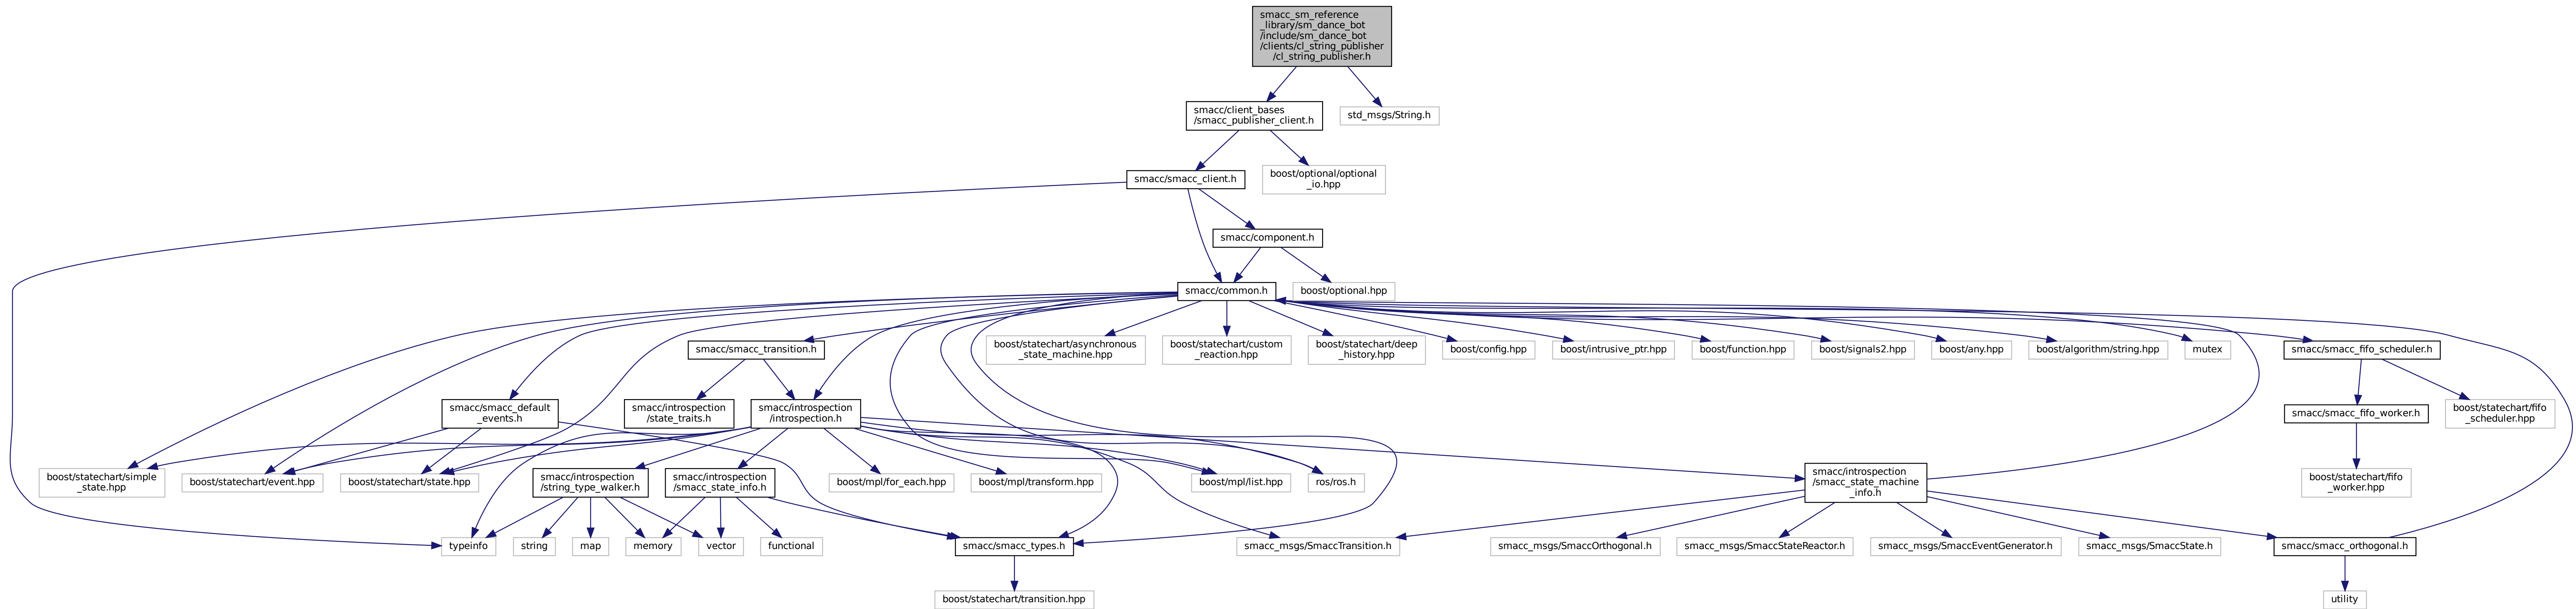 smacc_sm_reference
_library/sm_dance_bot
/include/sm_dance_bot
/clients/cl_string_publisher
/cl_string_publisher.h
smacc/client_bases
/smacc_publisher_client.h
std_msgs/String.h
smacc/smacc_client.h
boost/optional/optional
_io.hpp
smacc/component.h
smacc/common.h
boost/optional.hpp
smacc/smacc_transition.h
boost/statechart/asynchronous
_state_machine.hpp
boost/statechart/custom
_reaction.hpp
boost/statechart/deep
_history.hpp
boost/config.hpp
boost/intrusive_ptr.hpp
boost/function.hpp
boost/signals2.hpp
boost/any.hpp
boost/algorithm/string.hpp
mutex
smacc/smacc_fifo_scheduler.h
smacc/smacc_default
_events.h
smacc/introspection
/state_traits.h
smacc/introspection
/introspection.h
smacc/smacc_fifo_worker.h
boost/statechart/fifo
_scheduler.hpp
boost/statechart/simple
_state.hpp
boost/statechart/event.hpp
boost/statechart/state.hpp
smacc/introspection
/string_type_walker.h
smacc/introspection
/smacc_state_info.h
boost/mpl/for_each.hpp
boost/mpl/transform.hpp
boost/mpl/list.hpp
ros/ros.h
smacc/introspection
/smacc_state_machine
_info.h
boost/statechart/fifo
_worker.hpp
typeinfo
string
map
memory
vector
functional
smacc/smacc_types.h
smacc_msgs/SmaccTransition.h
smacc_msgs/SmaccOrthogonal.h
smacc_msgs/SmaccStateReactor.h
smacc_msgs/SmaccEventGenerator.h
smacc_msgs/SmaccState.h
smacc/smacc_orthogonal.h
boost/statechart/transition.hpp
utility